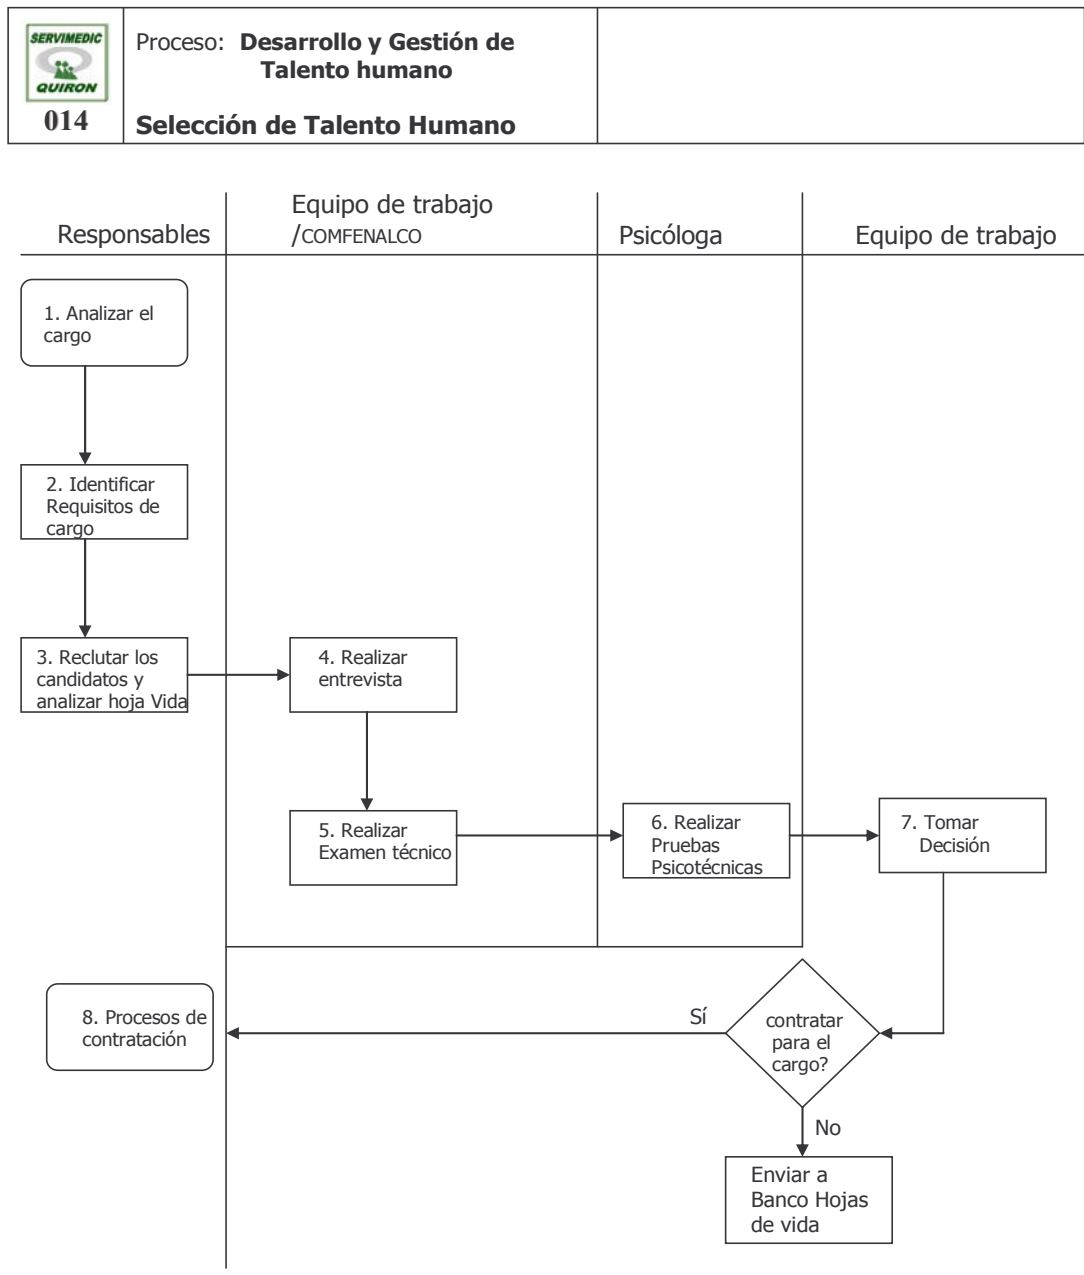 SERVIMEDIC
QUIRON
014
Proceso: Desarrollo y Gestión de
Talento humano
Selección de Talento Humano
Responsables
Equipo de trabajo
/COMFENALCO
Psicóloga
Equipo de trabajo
1. Analizar el
cargo
2. Identificar
Requisitos de
cargo
3. Reclutar los
candidatos y
analizar hoja Vida
4. Realizar
entrevista
5. Realizar
Examen técnico
6. Realizar
Pruebas
Psicotécnicas
7. Tomar
Decisión
8. Procesos de
contratación
Sí
contratar
para el
cargo?
No
Enviar a
Banco Hojas
de vida